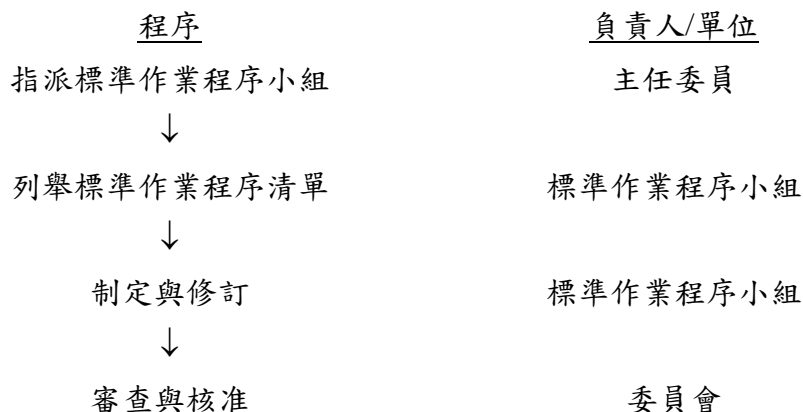 程序 負責人/單位
指派標準作業程序小組 主任委員
↓
列舉標準作業程序清單 標準作業程序小組
↓
制定與修訂 標準作業程序小組
↓
審查與核准 委員會